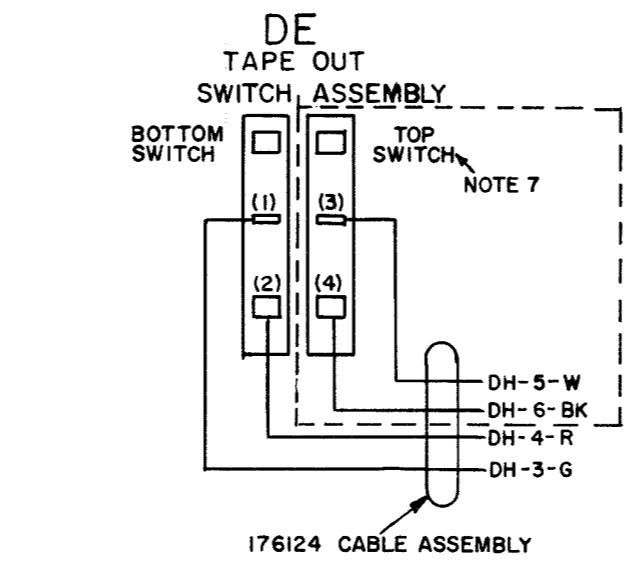 DE
TAPE OUT
SWITCH ASSEMBLY
BOTTOM
SWITCH
TOP
SWITCH
NOTE 7
(1)
(3)
(2)
(4)
DH-5-W
DH-6-BK
DH-4-R
DH-3-G
176124 CABLE ASSEMBLY